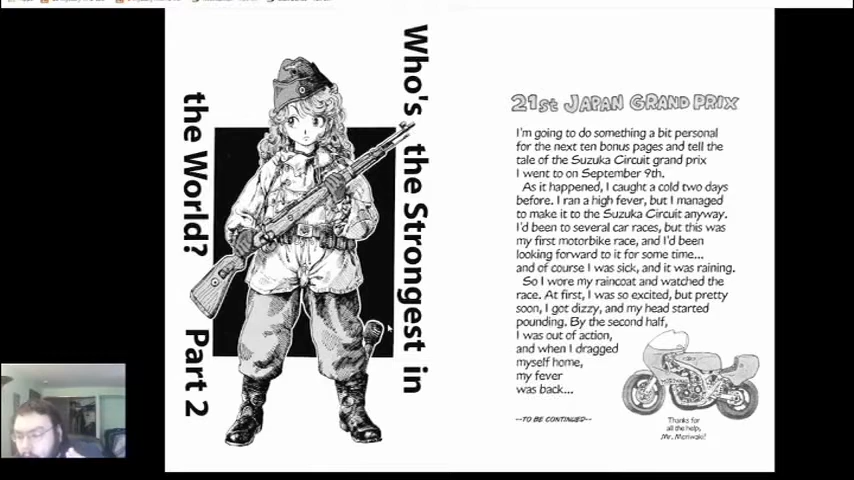 Who's the Strongest in
the World? Part 2
21st JAPAN GRAND PRIX
I'm going to do something a bit personal
for the next ten bonus pages and tell the
tale of the Suzuka Circuit grand prix
I went to on September 9th.
As it happened, I caught a cold two days
before. I ran a high fever, but I managed
to make it to the Suzuka Circuit anyway.
I'd been to several car races, but this was
my first motorbike race, and I'd been
looking forward to it for some time...
and of course I was sick, and it was raining.
So I wore my raincoat and watched the
race. At first, I was so excited, but pretty
soon, I got dizzy, and my head started
pounding. By the second half,
I was out of action,
and when I dragged
myself home,
my fever
was back...
--TO BE CONTINUED--
Thanks for
all the help,
Mr. Moriwaki!